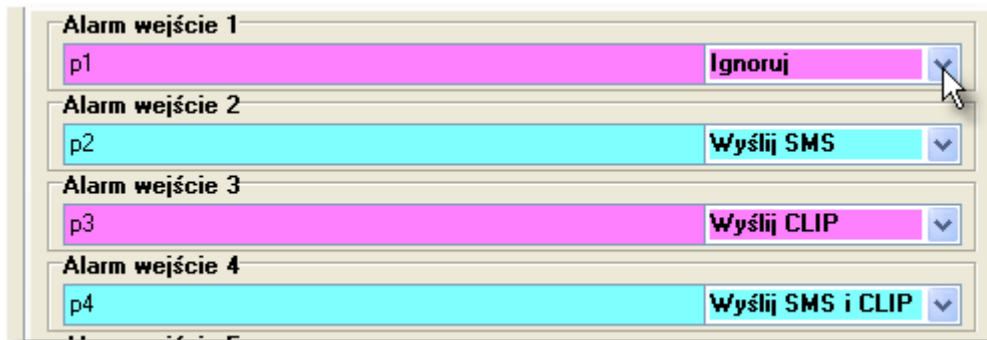 Alarm wejście 1
p1 Ignoruj
Alarm wejście 2
p2 Wyślij SMS
Alarm wejście 3
p3 Wyślij CLIP
Alarm wejście 4
p4 Wyślij SMS i CLIP